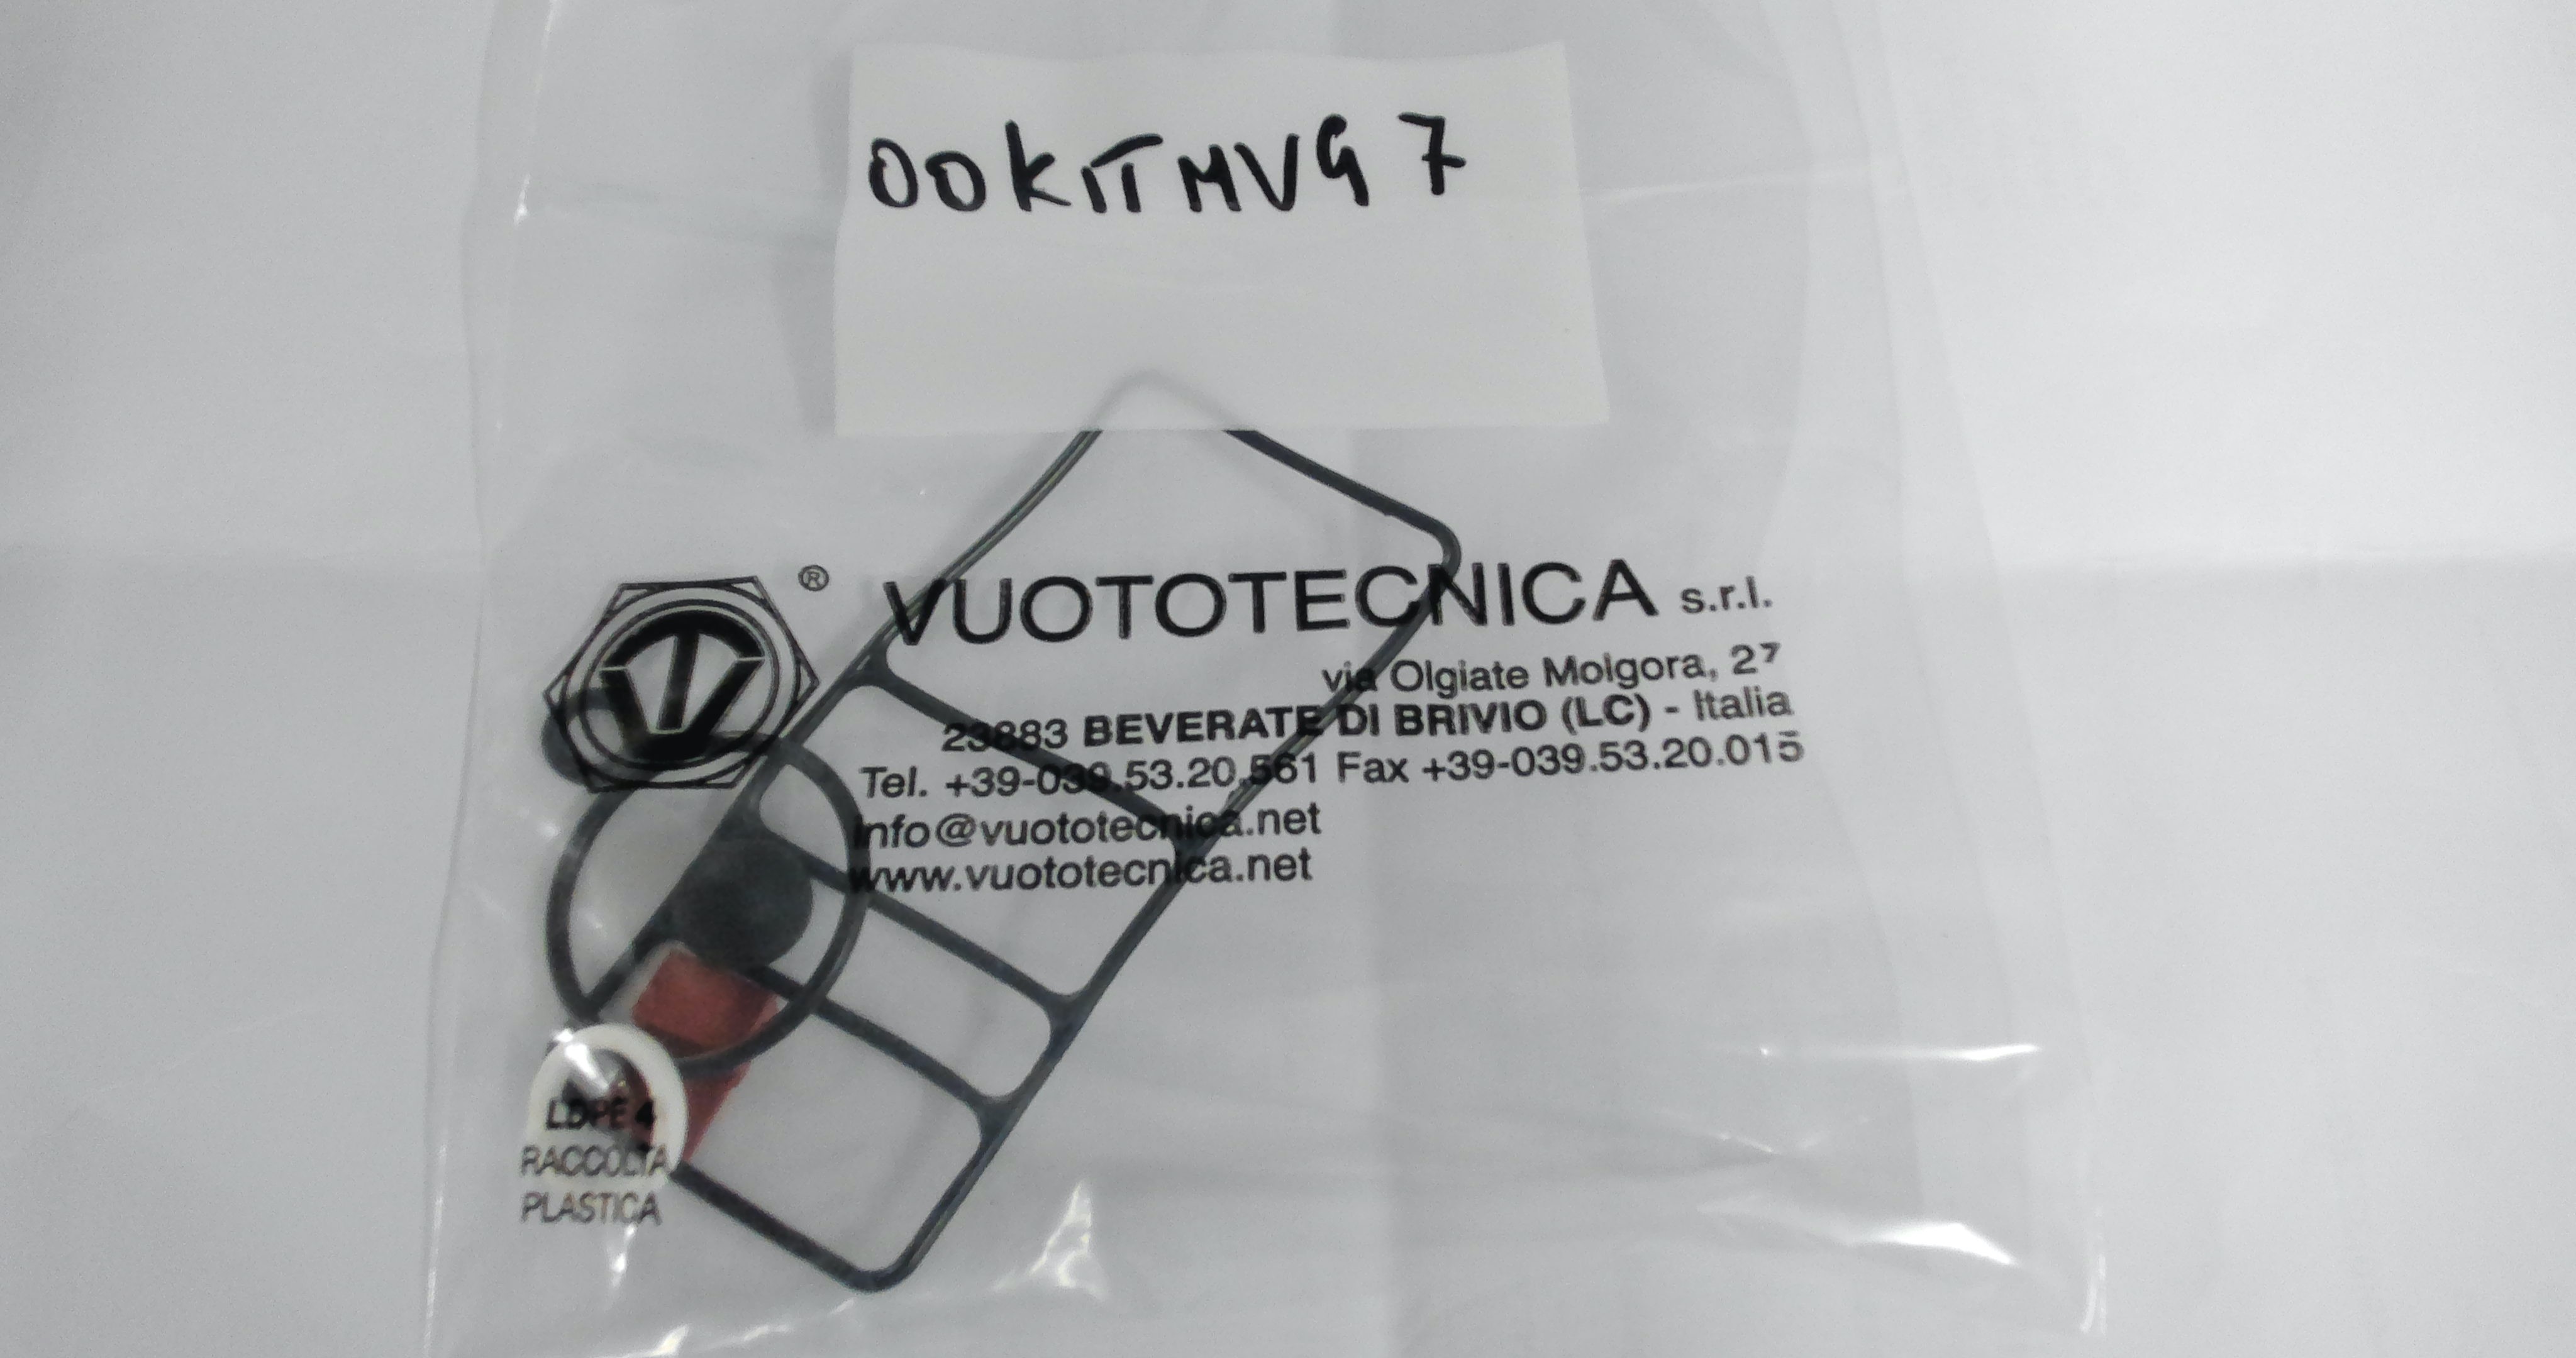 00KITMVG7
® VUOTOTECNICA s.r.l.
via Olgiate Molgora, 27
23883 BEVERATE DI BRIVIO (LC) - Italia
Tel. +39-039.53.20.561 Fax +39-039.53.20.015
info@vuototecnica.net
www.vuototecnica.net
LDPE 4
RACCOLTA
PLASTICA